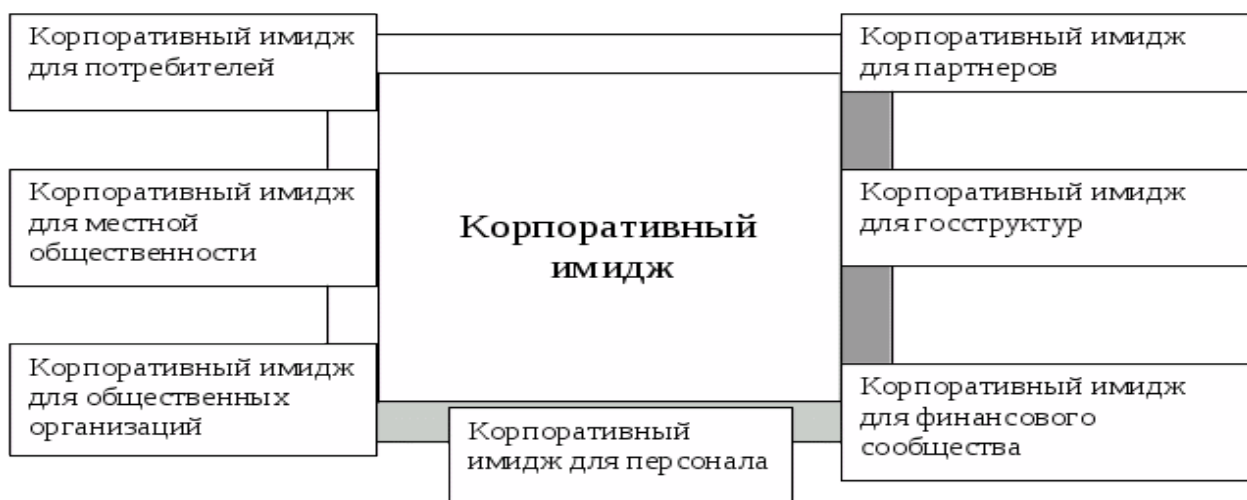 Корпоративный имидж
для потребителей
Корпоративный имидж
для партнеров
Корпоративный имидж
для местной
общественности
Корпоративный
имидж
Корпоративный имидж
для госструктур
Корпоративный имидж
для общественных
организаций
Корпоративный
имидж для персонала
Корпоративный имидж
для финансового
сообщества